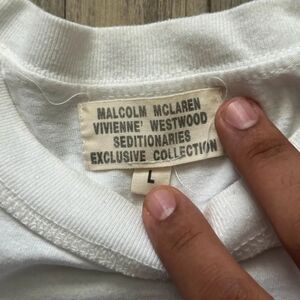 MALCOLM MCLAREN
VIVIENNE' WESTWOOD
SEDITIONARIES
EXCLUSIVE COLLECTION
L